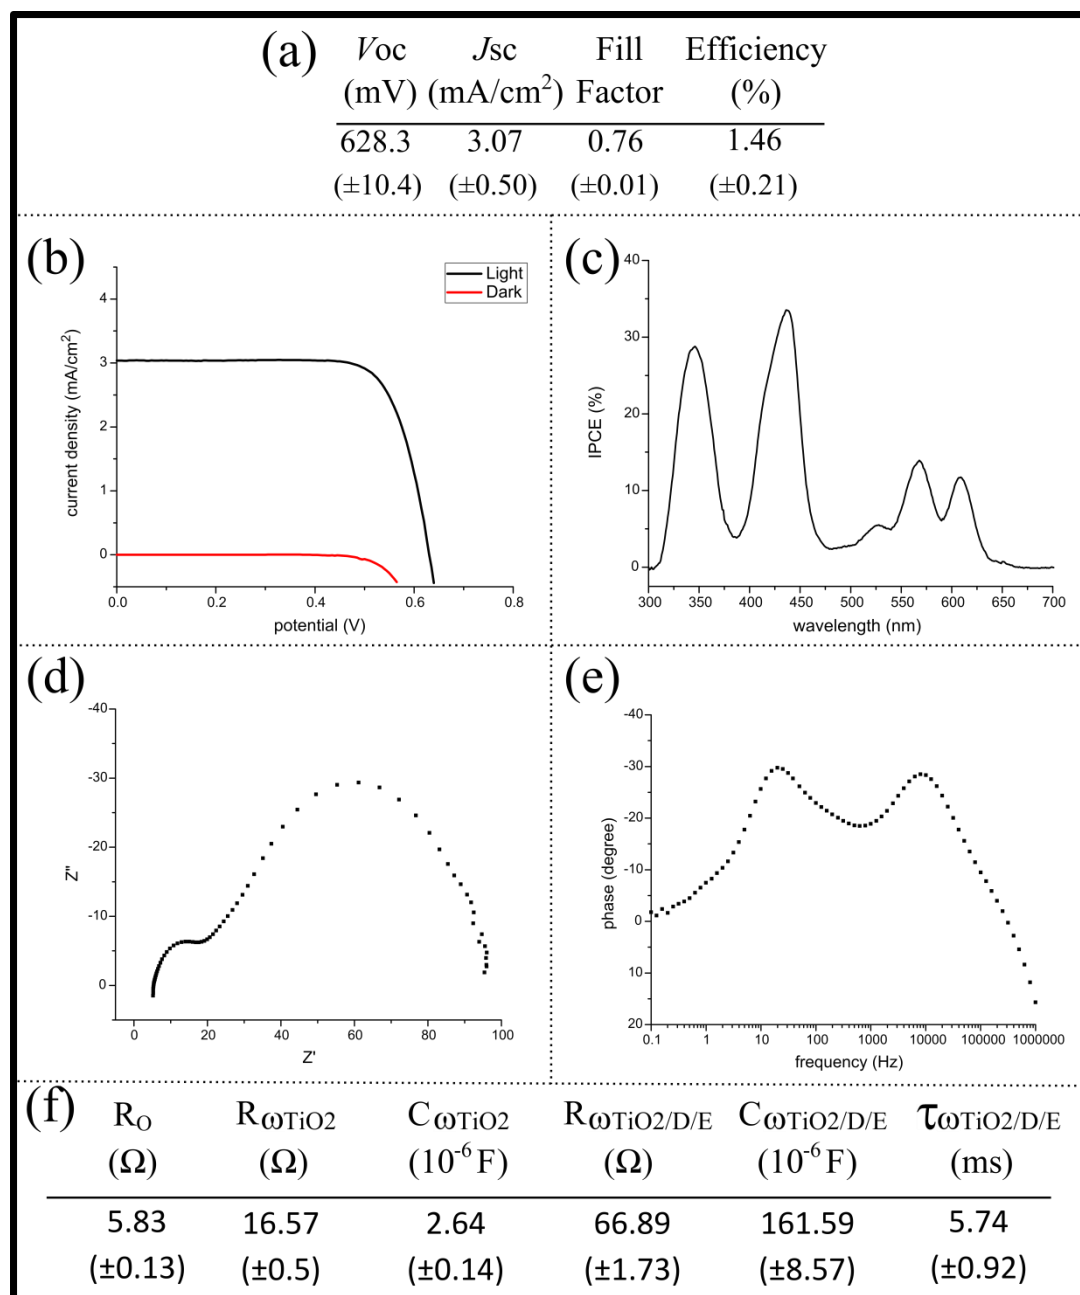 (a)
Voc Jsc Fill Efficiency
(mV) (mA/cm²) Factor (%)
628.3 3.07 0.76 1.46
(±10.4) (±0.50) (±0.01) (±0.21)
(b)
Light
Dark
4
3
2
1
0
0.0 0.2 0.4 0.6 0.8
current density (mA/cm²)
potential (V)
(c)
40
30
20
10
0
300 350 400 450 500 550 600 650 700
IPCE (%)
wavelength (nm)
(d)
-40
-30
-20
-10
0
0 20 40 60 80 100
Z"
Z'
(e)
-40
-30
-20
-10
0
10
20
0.1 1 10 100 1000 10000 100000 1000000
phase (degree)
frequency (Hz)
(f)
R_O RωTiO2 CωTiO2 RωTiO2/D/E CωTiO2/D/E τωTiO2/D/E
(Ω) (Ω) (10⁻⁶ F) (Ω) (10⁻⁶ F) (ms)
5.83 16.57 2.64 66.89 161.59 5.74
(±0.13) (±0.5) (±0.14) (±1.73) (±8.57) (±0.92)